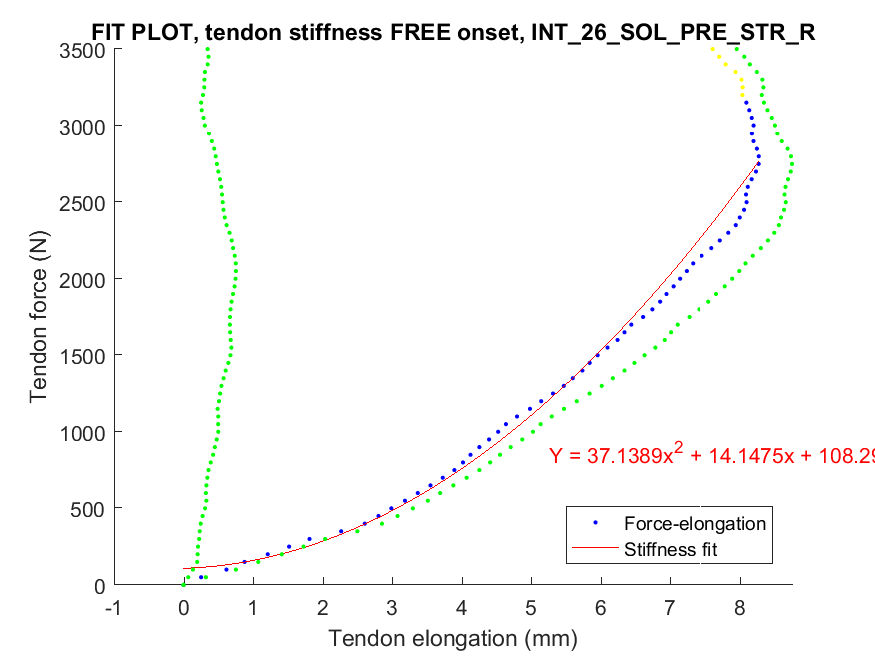 FIT PLOT, tendon stiffness FREE onset, INT_26_SOL_PRE_STR_R
3500
3000
2500
2000
1500
1000
500
0
Tendon force (N)
Y = 37.1389x² + 14.1475x + 108.29
Force-elongation
Stiffness fit
-1 0 1 2 3 4 5 6 7 8
Tendon elongation (mm)